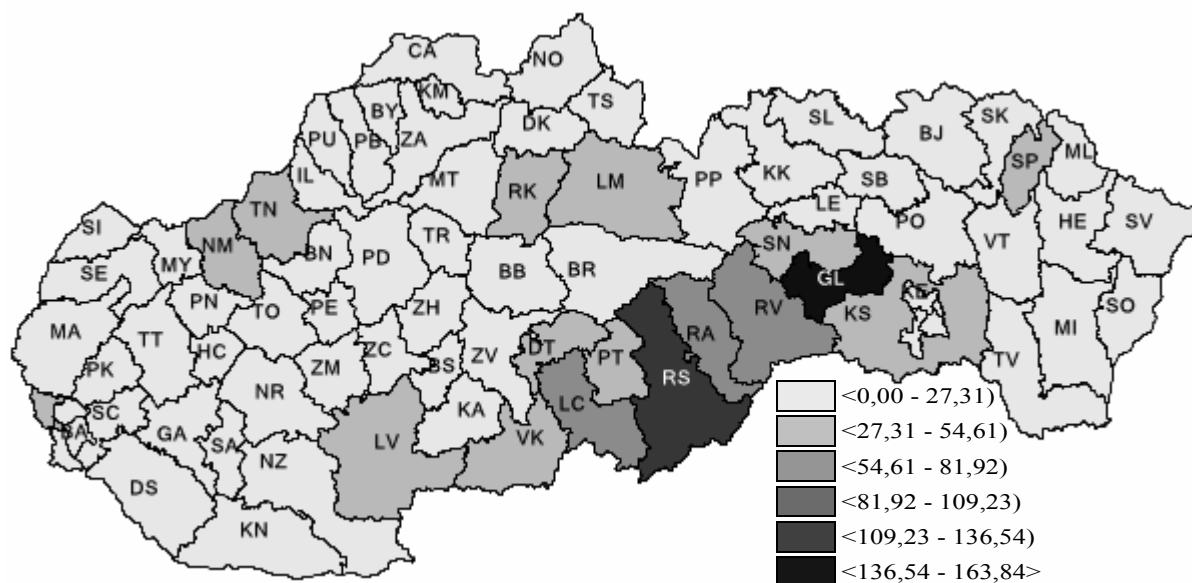 CA
NO
KM
TS
BY
PU
PB
ZA
DK
SL
BJ
SK
ML
SP
IL
MT
RK
LM
PP
KK
SB
LE
PO
HE
SV
VT
SI
TN
NM
TR
SE
MY
BN
PD
BB
BR
SN
GL
PN
TO
PE
ZH
RV
KS
SO
MA
TT
HC
ZM
ZC
BS
ZV
DT
PT
RA
MI
TV
PK
NR
KA
LC
RS
SC
BA
GA
SA
NZ
LV
VK
DS
KN
<0,00 - 27,31)
<27,31 - 54,61)
<54,61 - 81,92)
<81,92 - 109,23)
<109,23 - 136,54)
<136,54 - 163,84>